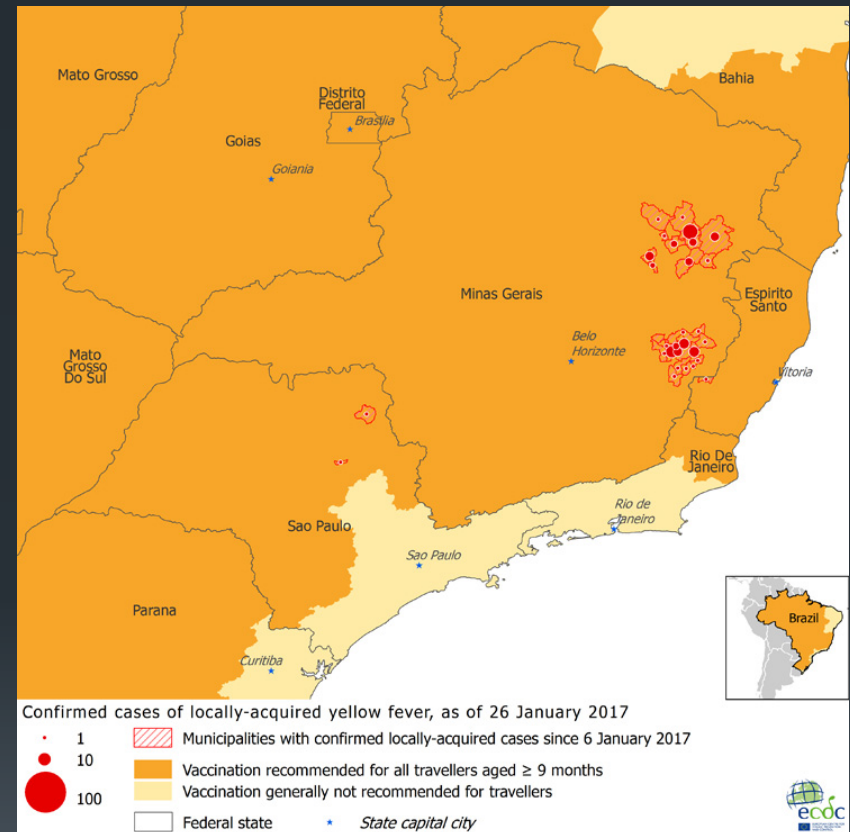 Mato Grosso
Bahia
Distrito
Federal
Brasilia
Goias
Goiania
Minas Gerais
Espirito
Santo
Belo
Horizonte
Mato
Grosso
Do Sul
Vitoria
Rio De
Janeiro
Rio de
Janeiro
Sao Paulo
Sao Paulo
Parana
Brazil
Curitiba
Confirmed cases of locally-acquired yellow fever, as of 26 January 2017
1
10
100
Municipalities with confirmed locally-acquired cases since 6 January 2017
Vaccination recommended for all travellers aged ≥ 9 months
Vaccination generally not recommended for travellers
Federal state
State capital city
ecdc